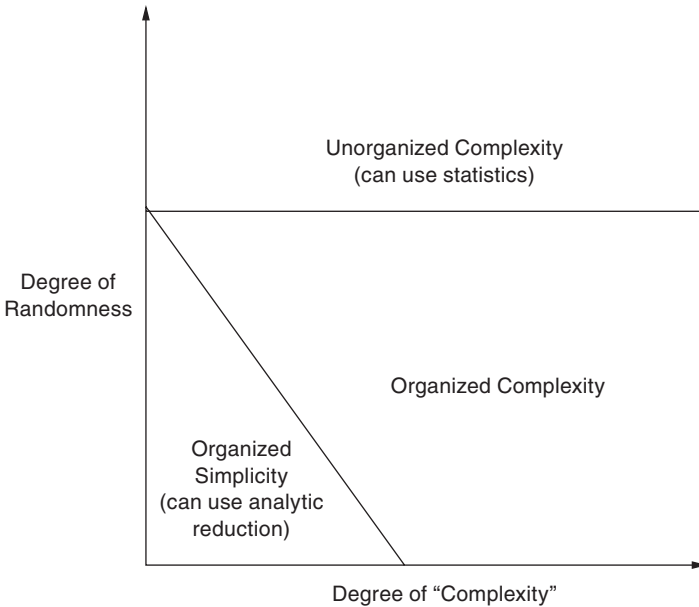 Unorganized Complexity
(can use statistics)
Degree of
Randomness
Organized Complexity
Organized
Simplicity
(can use analytic
reduction)
Degree of “Complexity”